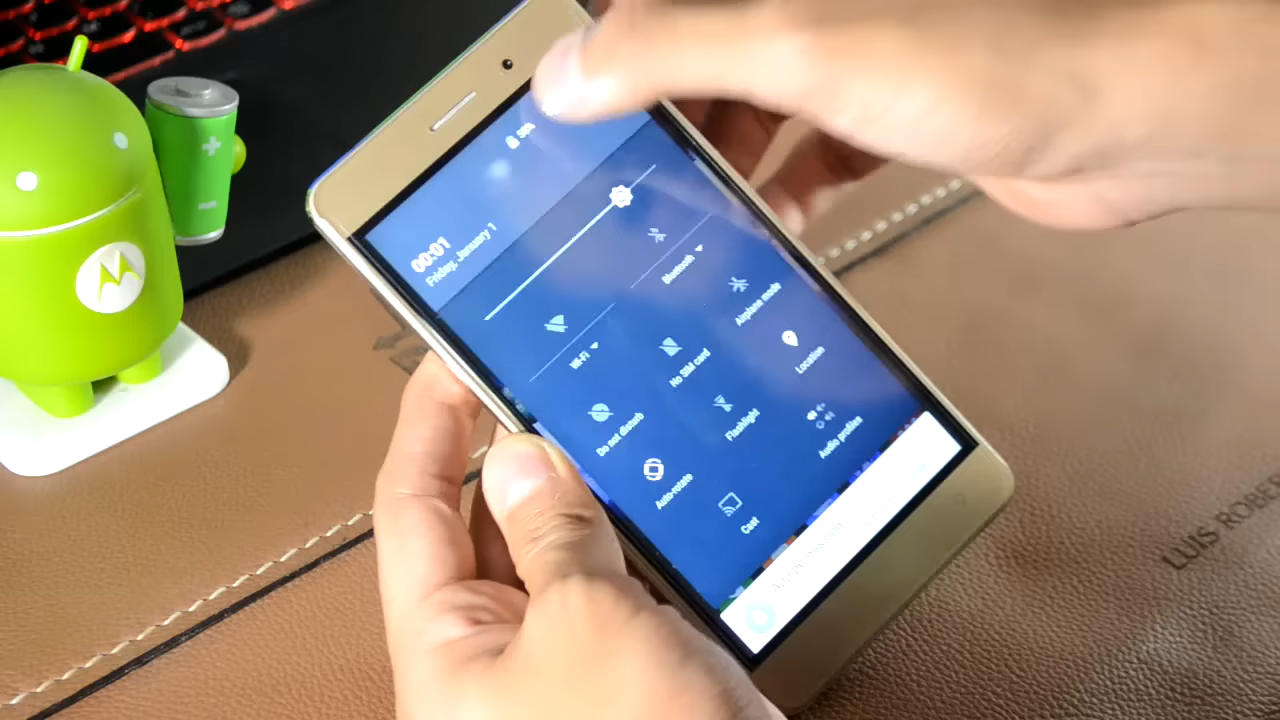 00:01
Friday, January 1
Bluetooth
Wi-Fi
Airplane mode
No SIM card
Location
Do not disturb
Flashlight
Audio profiles
Auto-rotate
Cast
LUIS ROBER